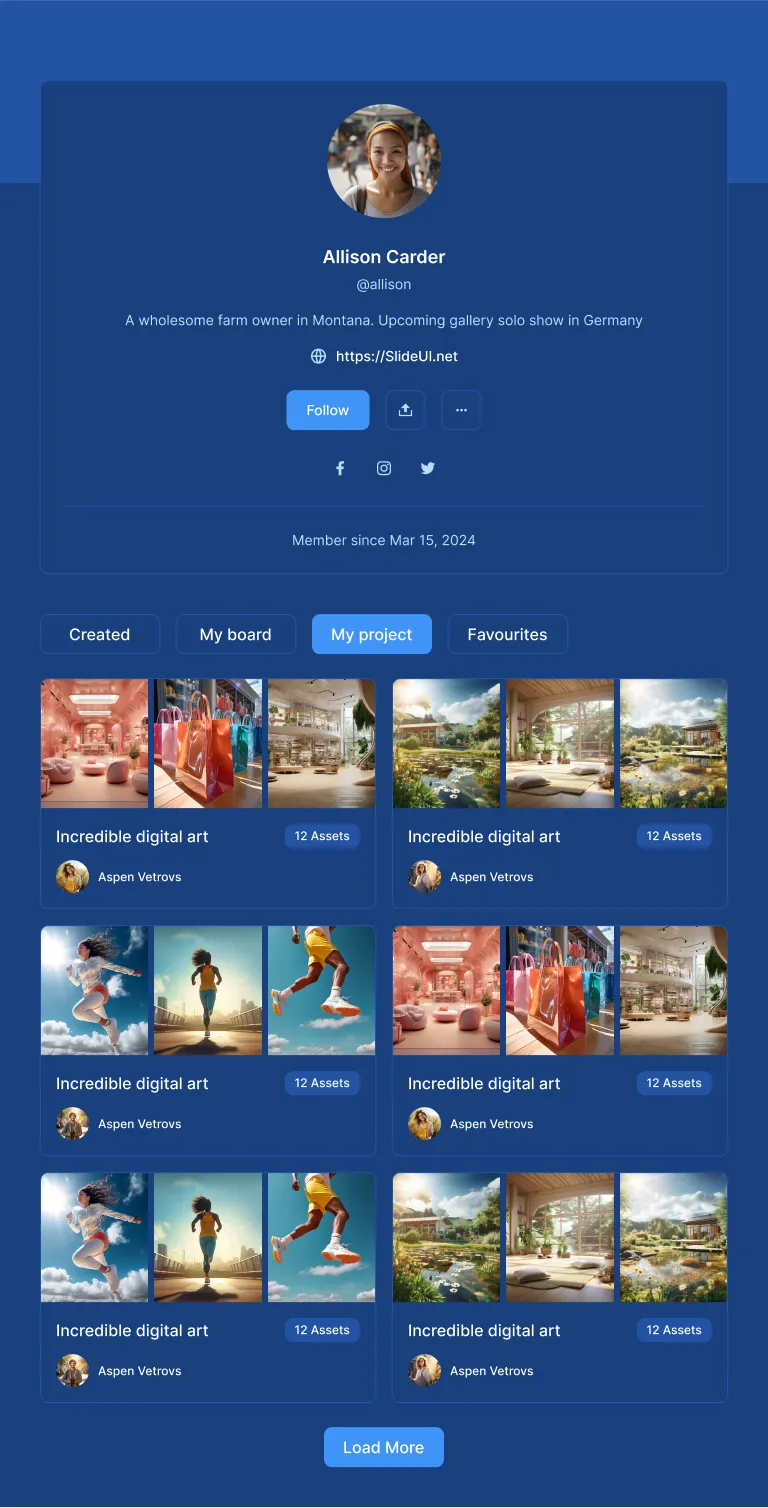 Allison Carder
@allison
A wholesome farm owner in Montana. Upcoming gallery solo show in Germany
https://SlideUI.net
Follow
Member since Mar 15, 2024
Created
My board
My project
Favourites
Incredible digital art
12 Assets
Aspen Vetrovs
Incredible digital art
12 Assets
Aspen Vetrovs
Incredible digital art
12 Assets
Aspen Vetrovs
Incredible digital art
12 Assets
Aspen Vetrovs
Incredible digital art
12 Assets
Aspen Vetrovs
Incredible digital art
12 Assets
Aspen Vetrovs
Load More